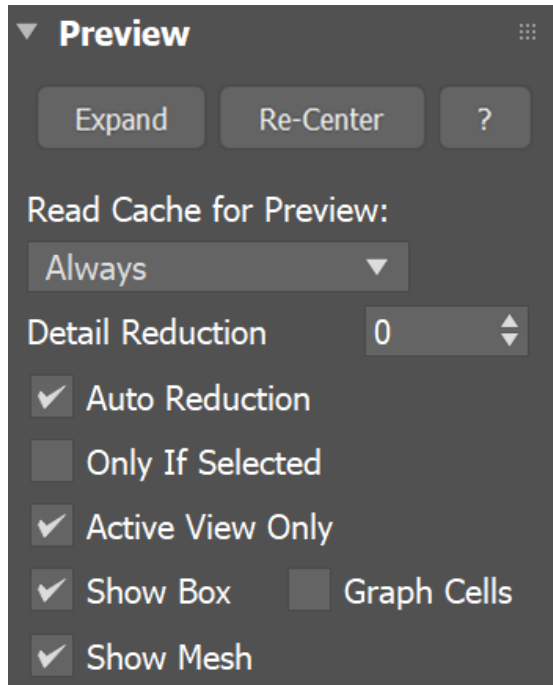 Preview
Expand Re-Center ?
Read Cache for Preview:
Always
Detail Reduction 0
Auto Reduction
Only If Selected
Active View Only
Show Box Graph Cells
Show Mesh